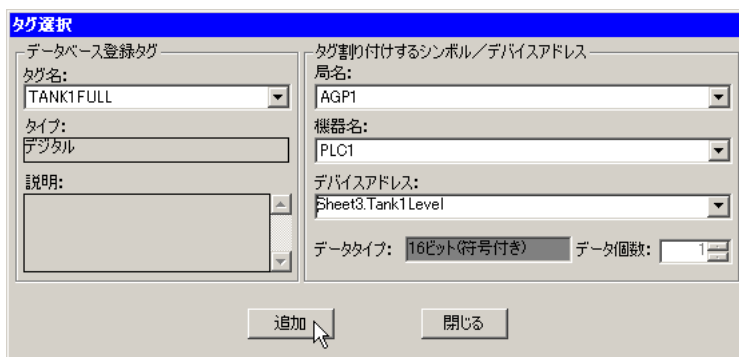 タグ選択
データベース登録タグ
タグ名:
TANK1FULL
タイプ:
デジタル
説明:
タグ割り付けするシンボル／デバイスアドレス
局名:
AGP1
機器名:
PLC1
デバイスアドレス:
Sheet3.Tank1Level
データタイプ: 16ビット(符号付き) データ個数: 1
追加 閉じる